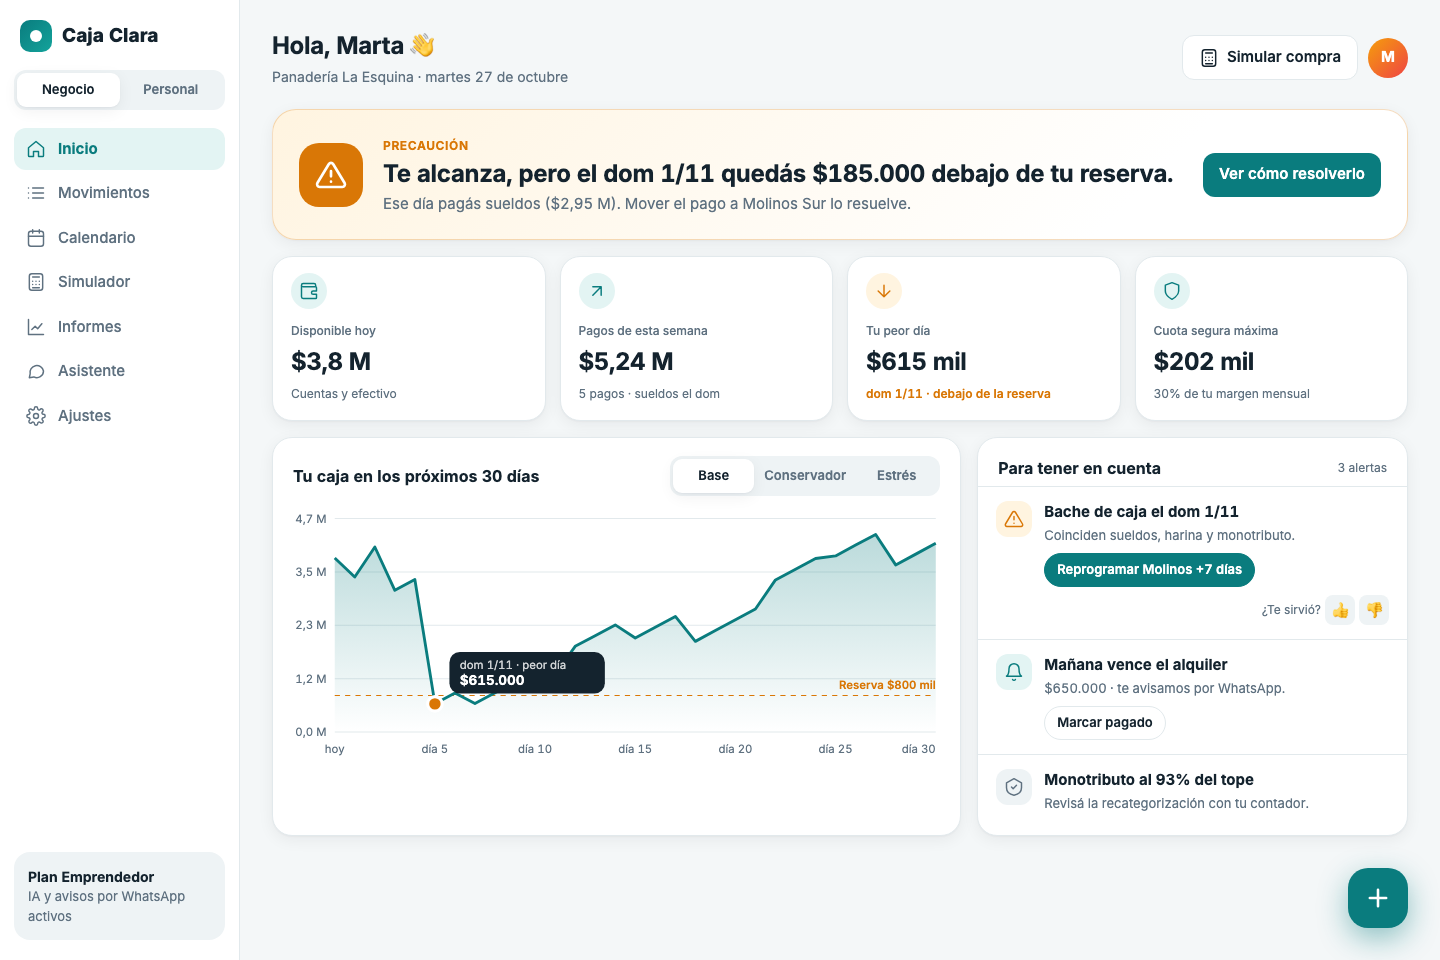 Caja Clara
Negocio
Personal
Inicio
Movimientos
Calendario
Simulador
Informes
Asistente
Ajustes
Plan Emprendedor
IA y avisos por WhatsApp
activos
Hola, Marta 👋
Panadería La Esquina · martes 27 de octubre
Simular compra
M
PRECAUCIÓN
Te alcanza, pero el dom 1/11 quedás $185.000 debajo de tu reserva.
Ese día pagás sueldos ($2,95 M). Mover el pago a Molinos Sur lo resuelve.
Ver cómo resolverlo
Disponible hoy
$3,8 M
Cuentas y efectivo
Pagos de esta semana
$5,24 M
5 pagos · sueldos el dom
Tu peor día
$615 mil
dom 1/11 · debajo de la reserva
Cuota segura máxima
$202 mil
30% de tu margen mensual
Tu caja en los próximos 30 días
Base
Conservador
Estrés
4,7 M
3,5 M
2,3 M
1,2 M
0,0 M
dom 1/11 · peor día
$615.000
Reserva $800 mil
hoy
día 5
día 10
día 15
día 20
día 25
día 30
Para tener en cuenta
3 alertas
Bache de caja el dom 1/11
Coinciden sueldos, harina y monotributo.
Reprogramar Molinos +7 días
¿Te sirvió? 👍 👎
Mañana vence el alquiler
$650.000 · te avisamos por WhatsApp.
Marcar pagado
Monotributo al 93% del tope
Revisá la recategorización con tu contador.